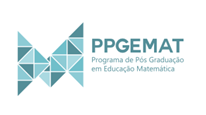 PPGEMAT
Programa de Pós Graduação
em Educação Matemática